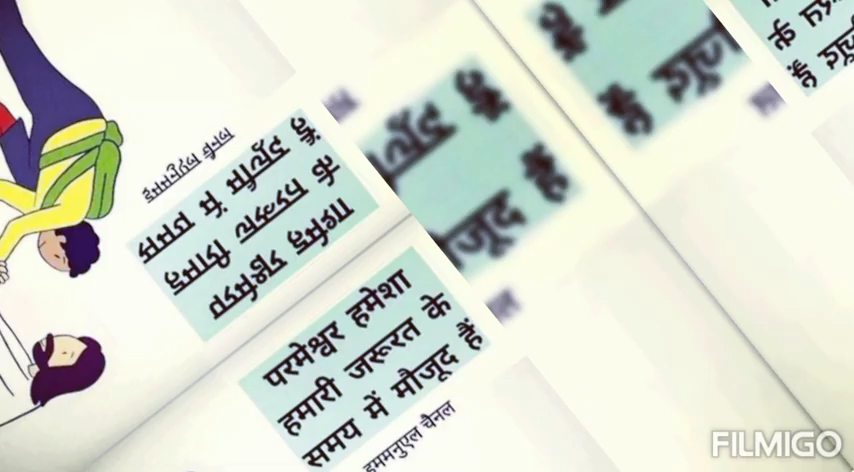 परमेश्वर हमेशा
हमारी जरूरत के
समय में मौजूद हैं
इममनुएल चैनल
FILMIGO